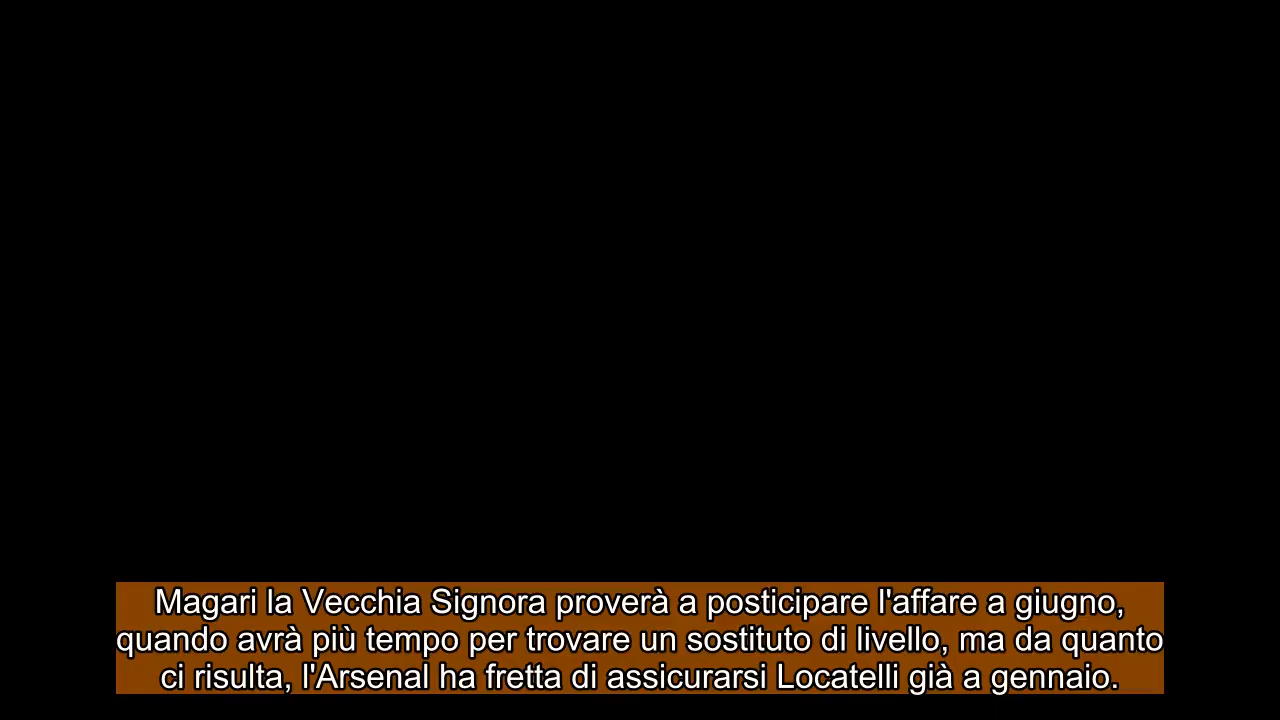 Magari la Vecchia Signora proverà a posticipare l'affare a giugno,
quando avrà più tempo per trovare un sostituto di livello, ma da quanto
ci risulta, l'Arsenal ha fretta di assicurarsi Locatelli già a gennaio.